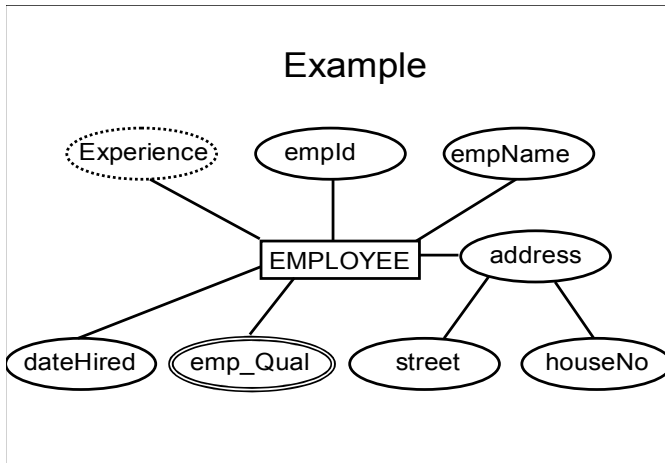 Example
Experience empId empName
EMPLOYEE address
dateHired emp_Qual street houseNo